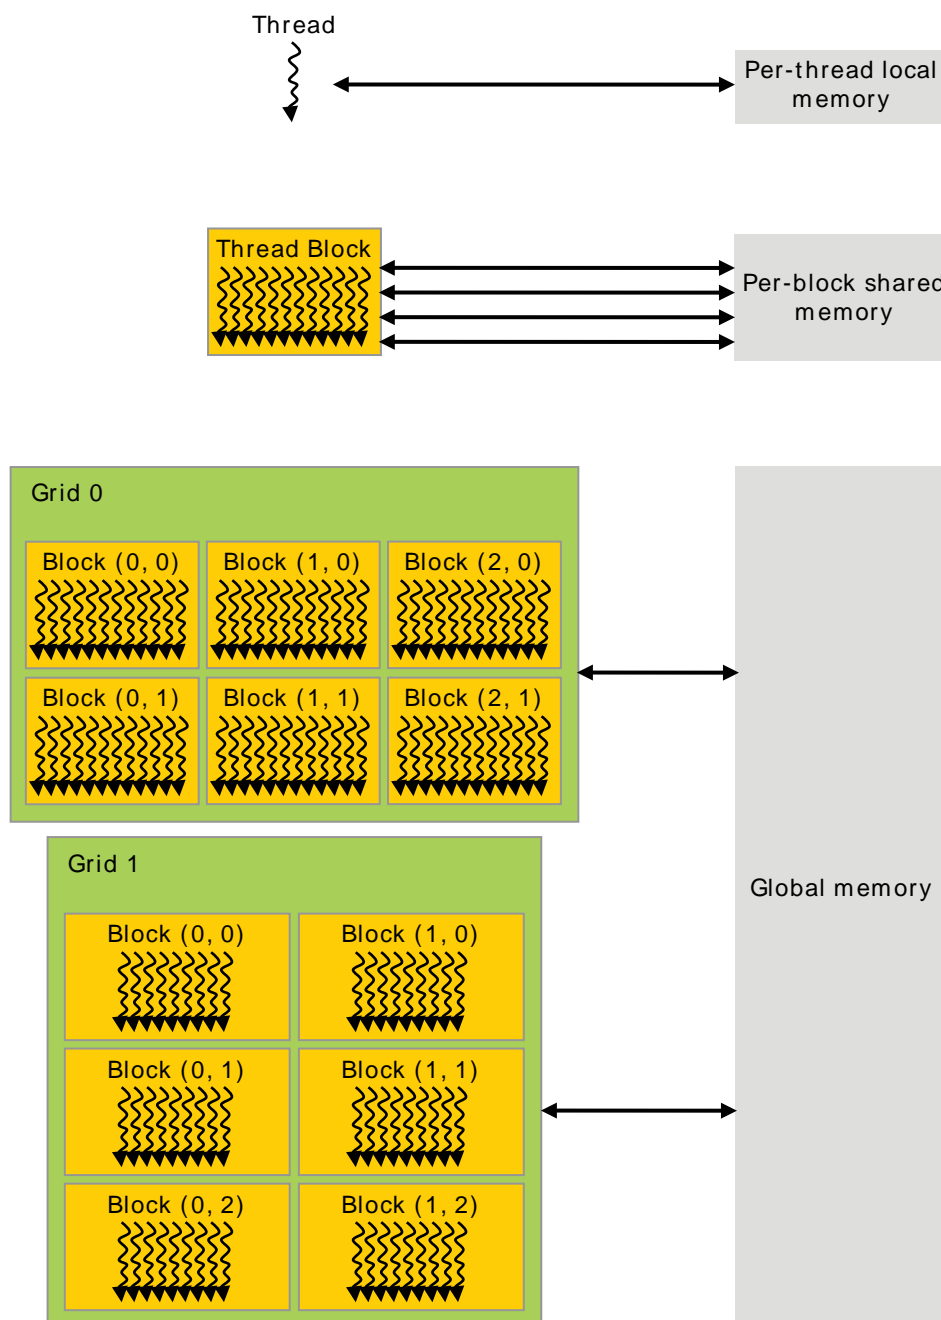 Thread
Per-thread local
memory
Thread Block
Per-block shared
memory
Grid 0
Block (0, 0)
Block (1, 0)
Block (2, 0)
Block (0, 1)
Block (1, 1)
Block (2, 1)
Grid 1
Global memory
Block (0, 0)
Block (1, 0)
Block (0, 1)
Block (1, 1)
Block (0, 2)
Block (1, 2)